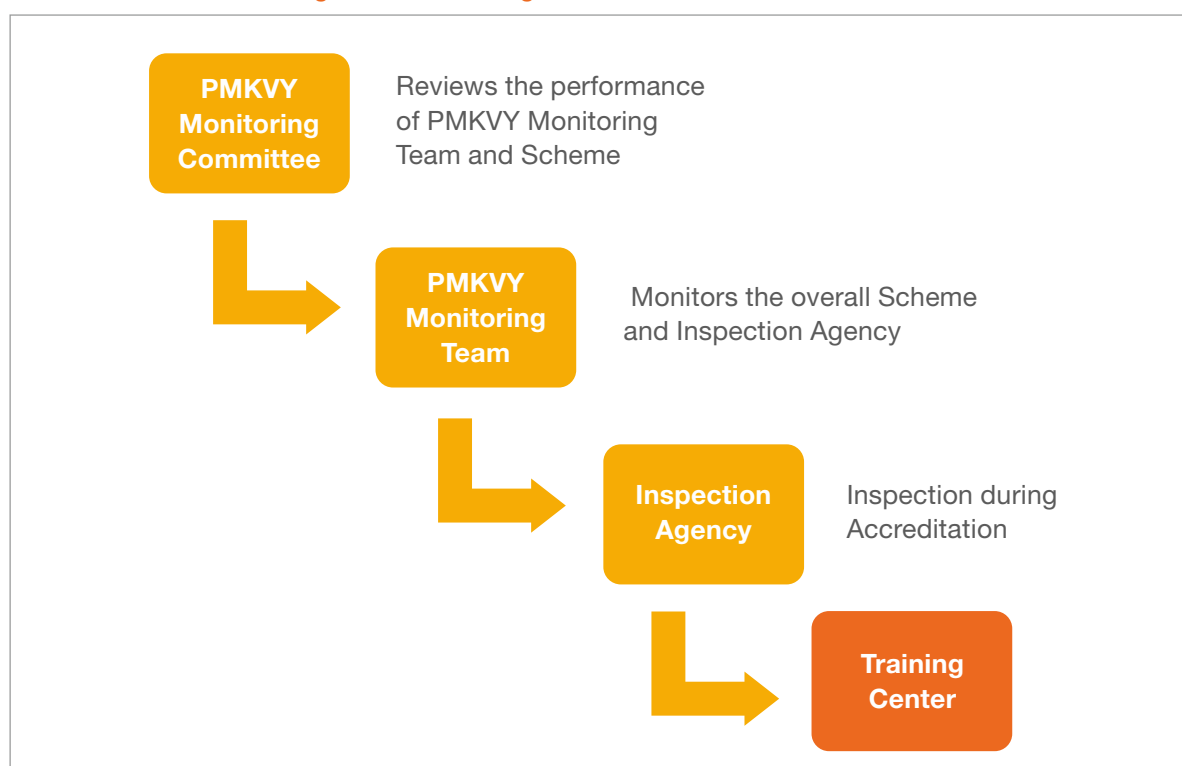 PMKVY
Monitoring
Committee
Reviews the performance
of PMKVY Monitoring
Team and Scheme
PMKVY
Monitoring
Team
Monitors the overall Scheme
and Inspection Agency
Inspection
Agency
Inspection during
Accreditation
Training
Center